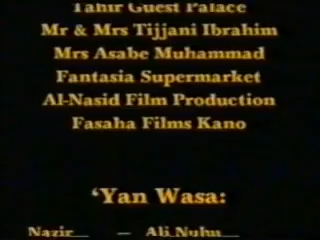 Tahir Guest Palace
Mr & Mrs Tijjani Ibrahim
Mrs Asabe Muhammad
Fantasia Supermarket
Al-Nasid Film Production
Fasaha Films Kano
'Yan Wasa:
Nazir — Ali Nuhu